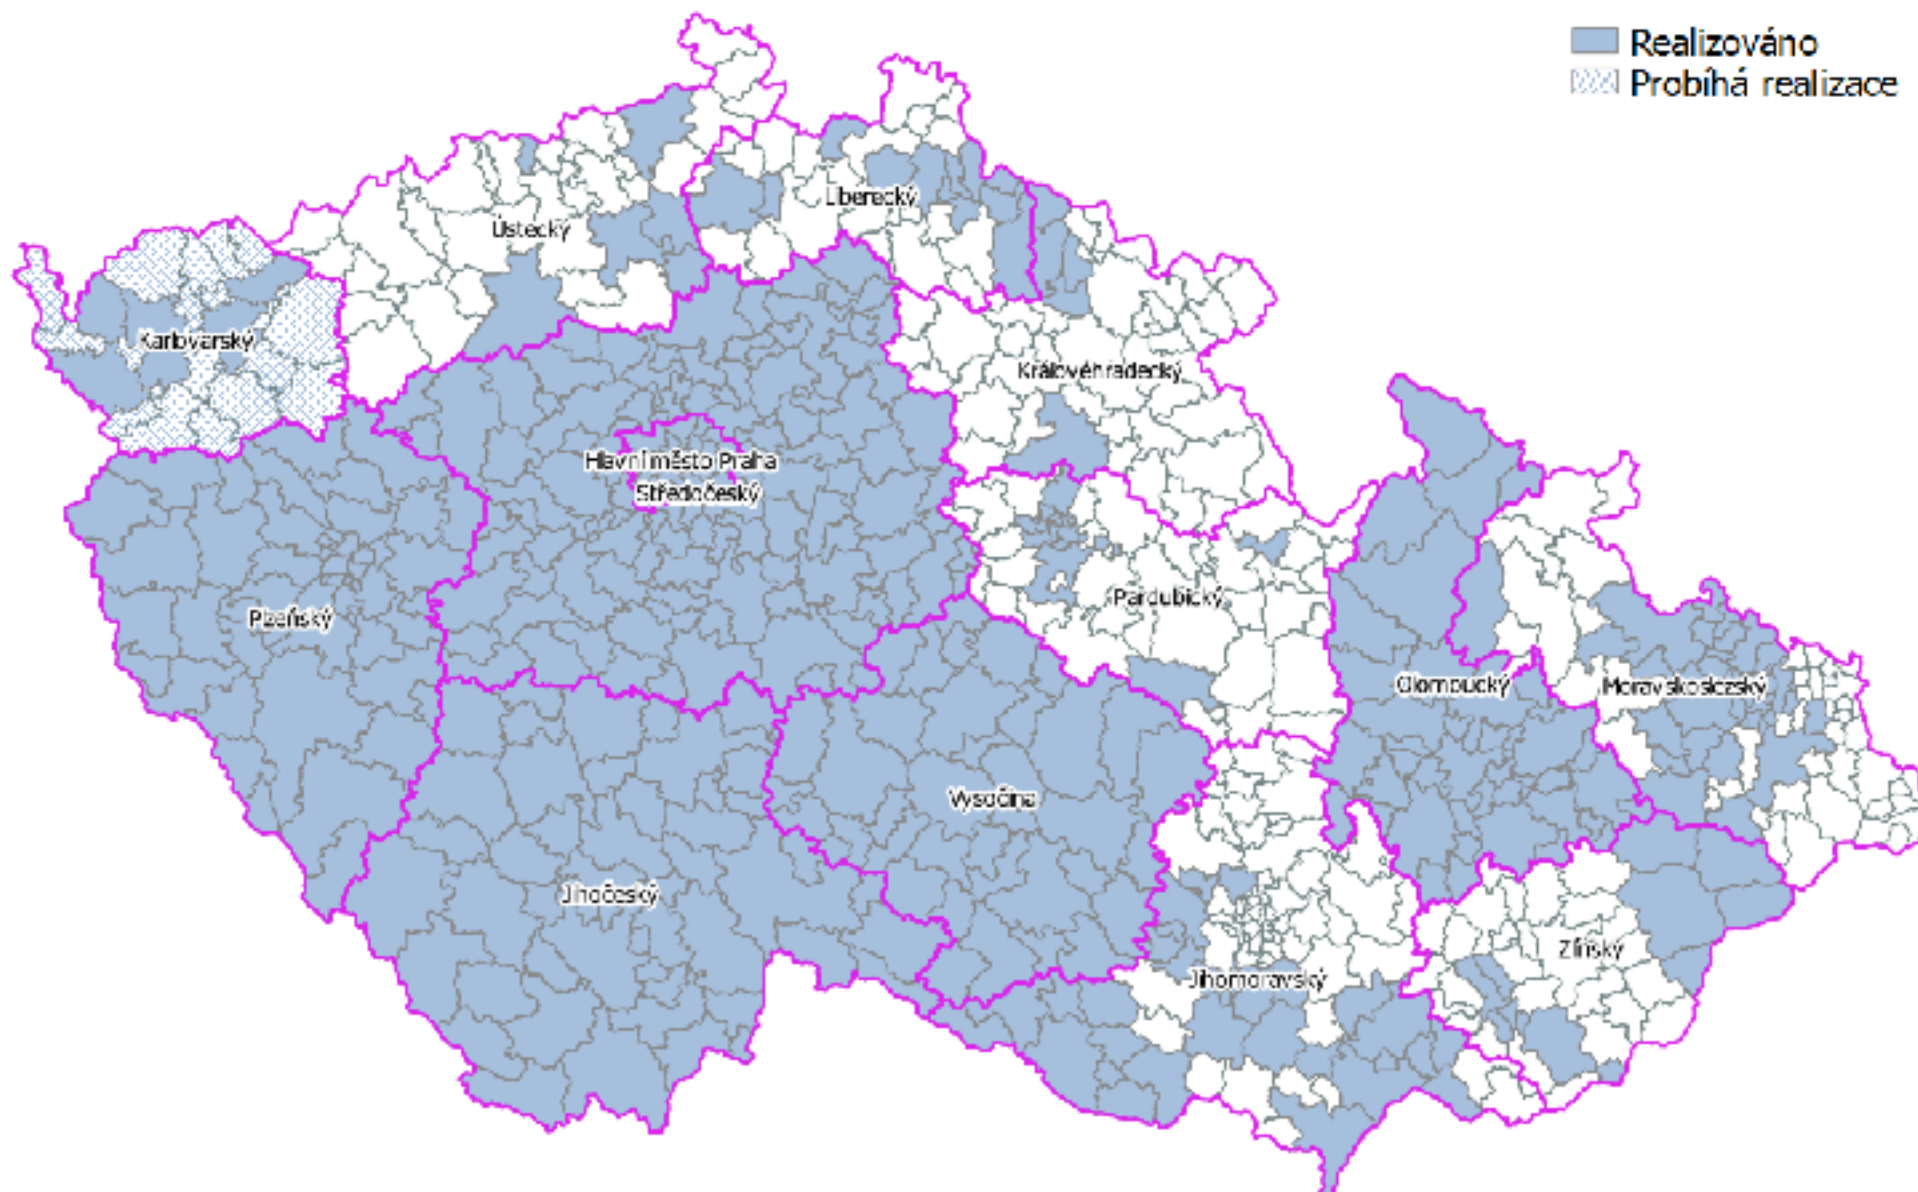 Realizováno
Probíhá realizace
Liberecký
Ústecký
Karlovarský
Královéhradecký
Hlavní město Praha
Středočeský
Pardubický
Plzeňský
Olomoucký
Moravskoslezský
Vysočina
Jihočeský
Zlínský
Jihomoravský